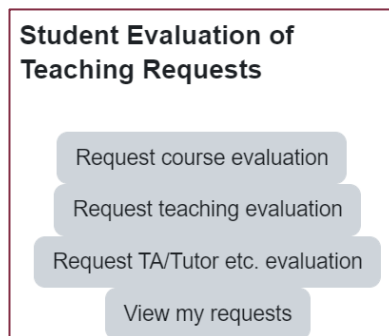 Student Evaluation of
Teaching Requests
Request course evaluation
Request teaching evaluation
Request TA/Tutor etc. evaluation
View my requests